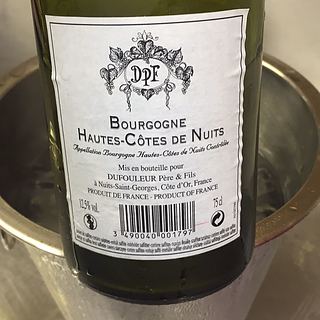 DPF
BOURGOGNE
HAUTES-CÔTES DE NUITS
Appellation Bourgogne Hautes-Côtes de Nuits Contrôlée
Mis en bouteille pour
DUFOULEUR Père & Fils
à Nuits-Saint-Georges, Côte d'Or, France
PRODUIT DE FRANCE - PRODUCT OF FRANCE
12,5% vol.
75 cl
3 490040 001797